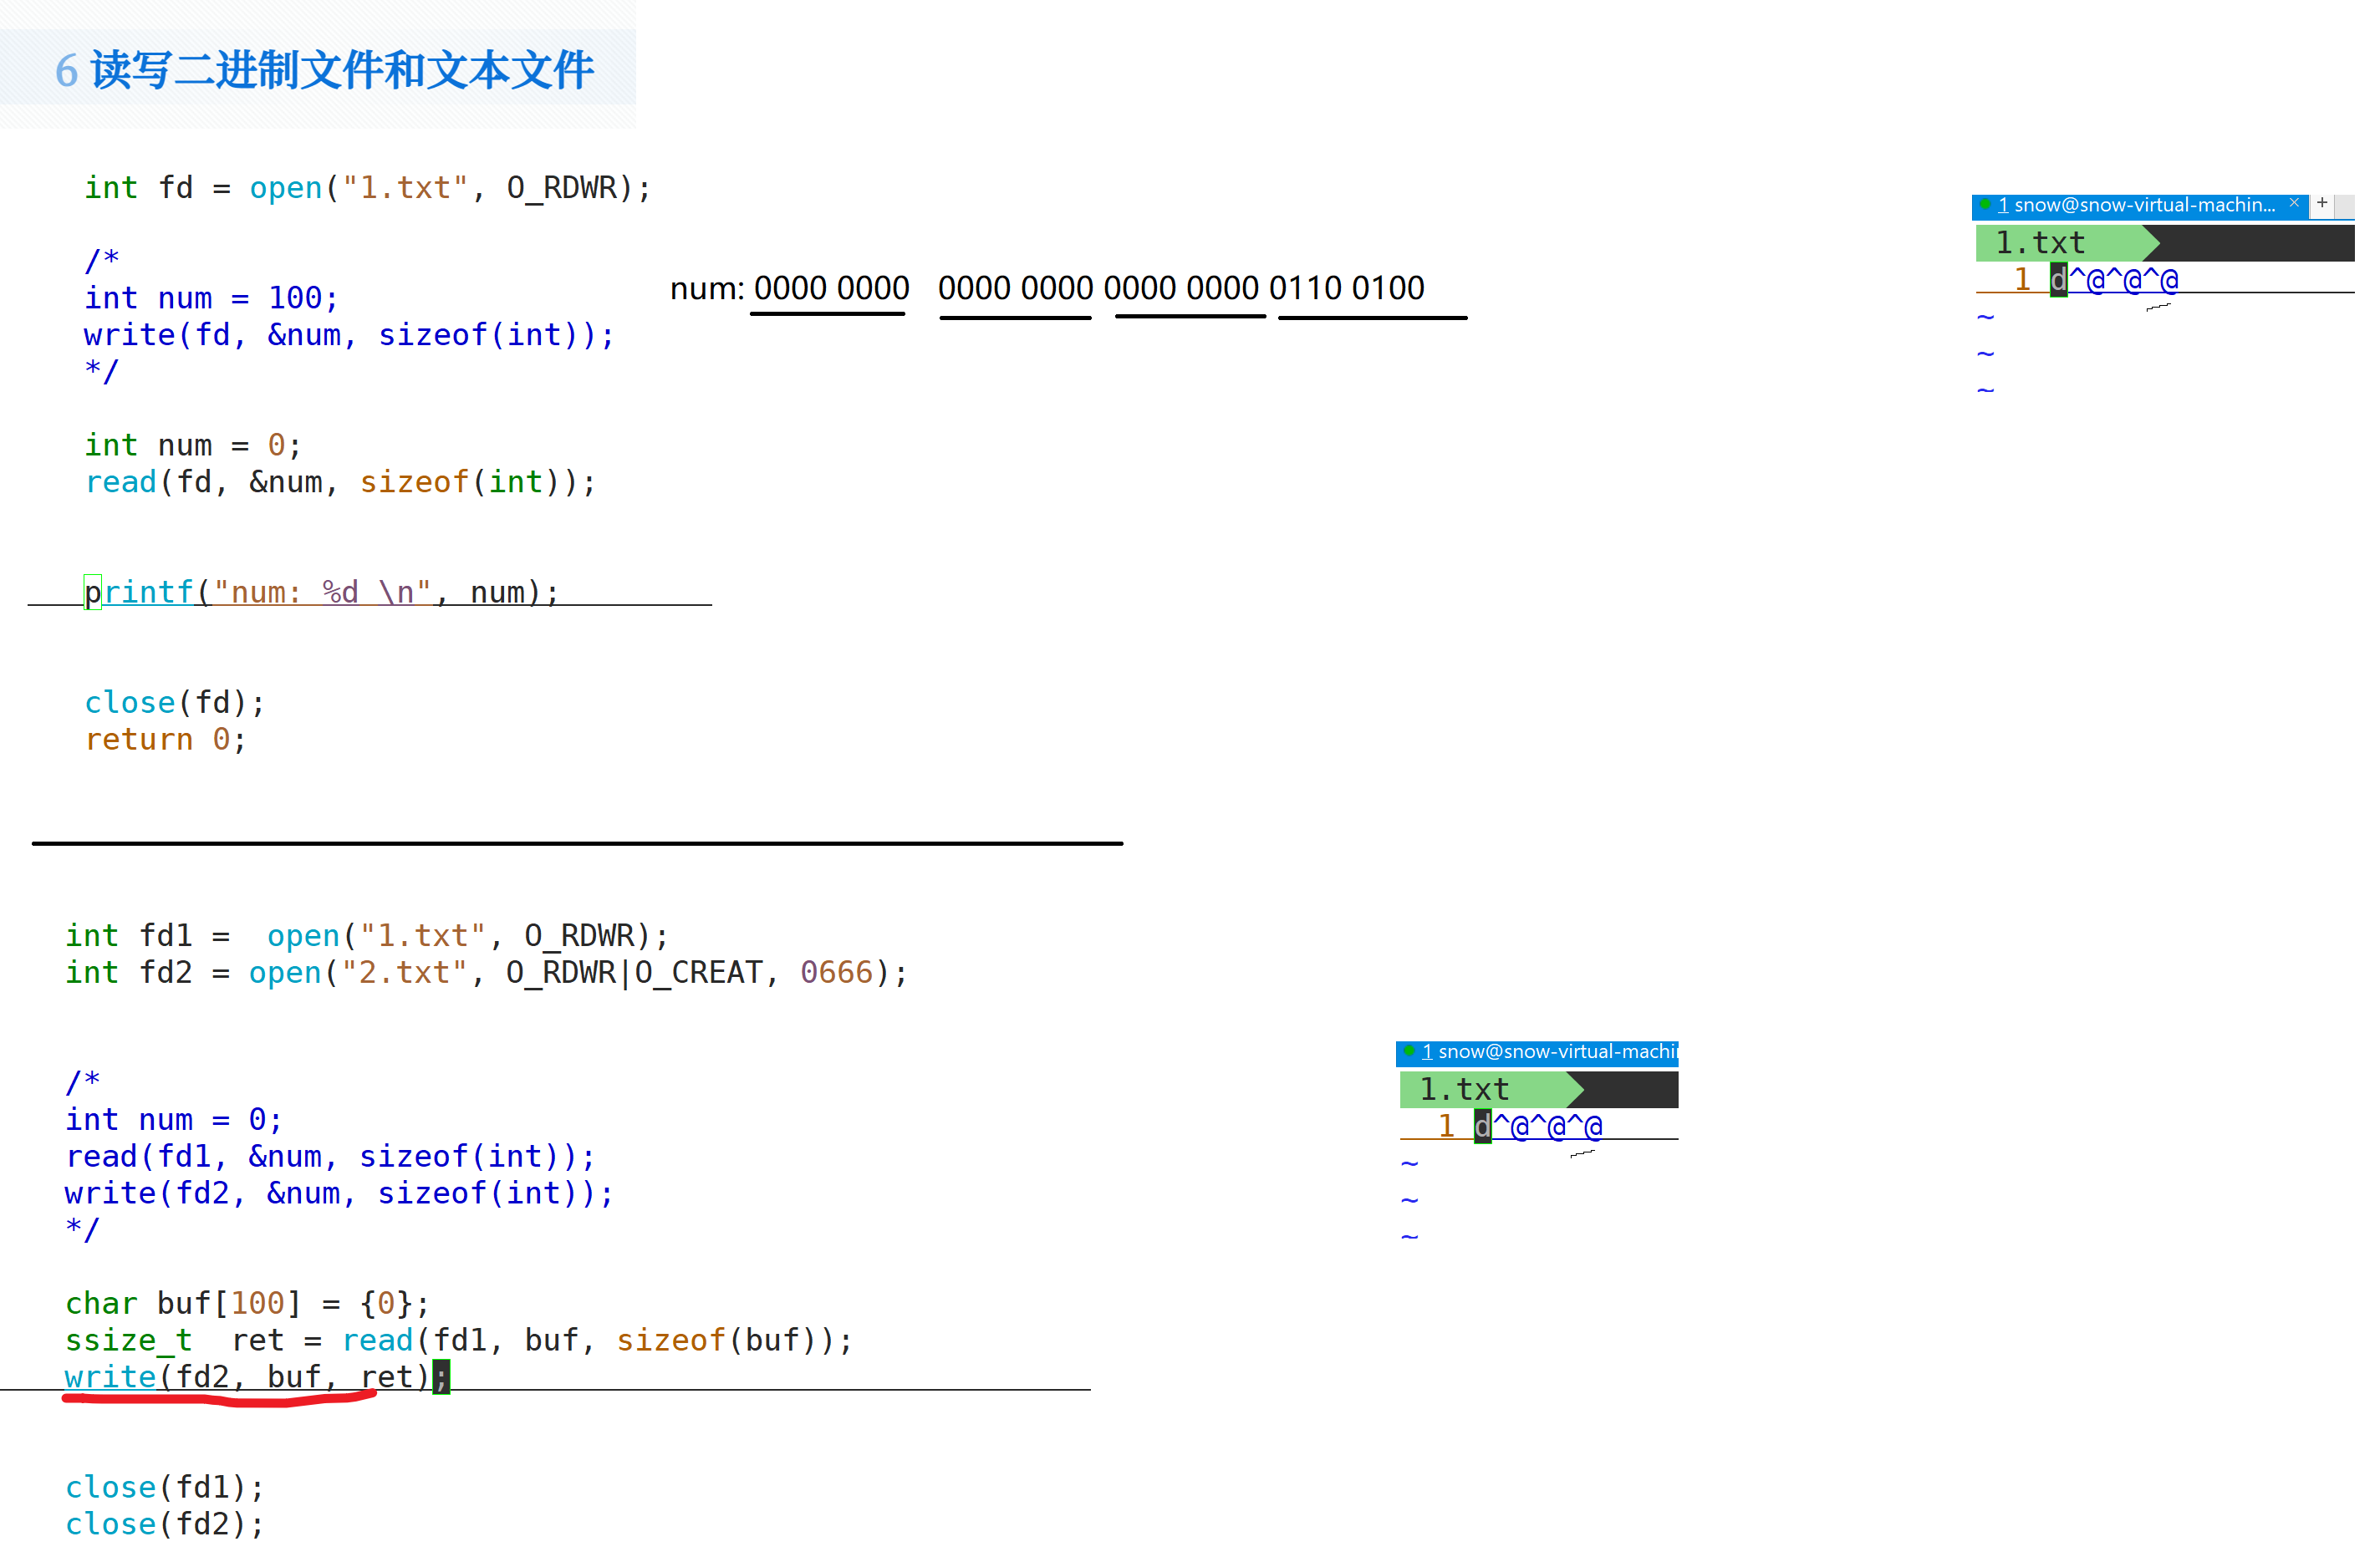 6 读写二进制文件和文本文件
int fd = open("1.txt", O_RDWR);
/*
int num = 100;
write(fd, &num, sizeof(int));
*/
num: 0000 0000 0000 0000 0000 0000 0110 0100
1 snow@snow-virtual-machin... × +
1.txt
1 d^@^@^@
~
~
~
int num = 0;
read(fd, &num, sizeof(int));
printf("num: %d \n", num);
close(fd);
return 0;
int fd1 =  open("1.txt", O_RDWR);
int fd2 = open("2.txt", O_RDWR|O_CREAT, 0666);
/*
int num = 0;
read(fd1, &num, sizeof(int));
write(fd2, &num, sizeof(int));
*/
1 snow@snow-virtual-machi
1.txt
1 d^@^@^@
~
~
~
char buf[100] = {0};
ssize_t  ret = read(fd1, buf, sizeof(buf));
write(fd2, buf, ret);
close(fd1);
close(fd2);